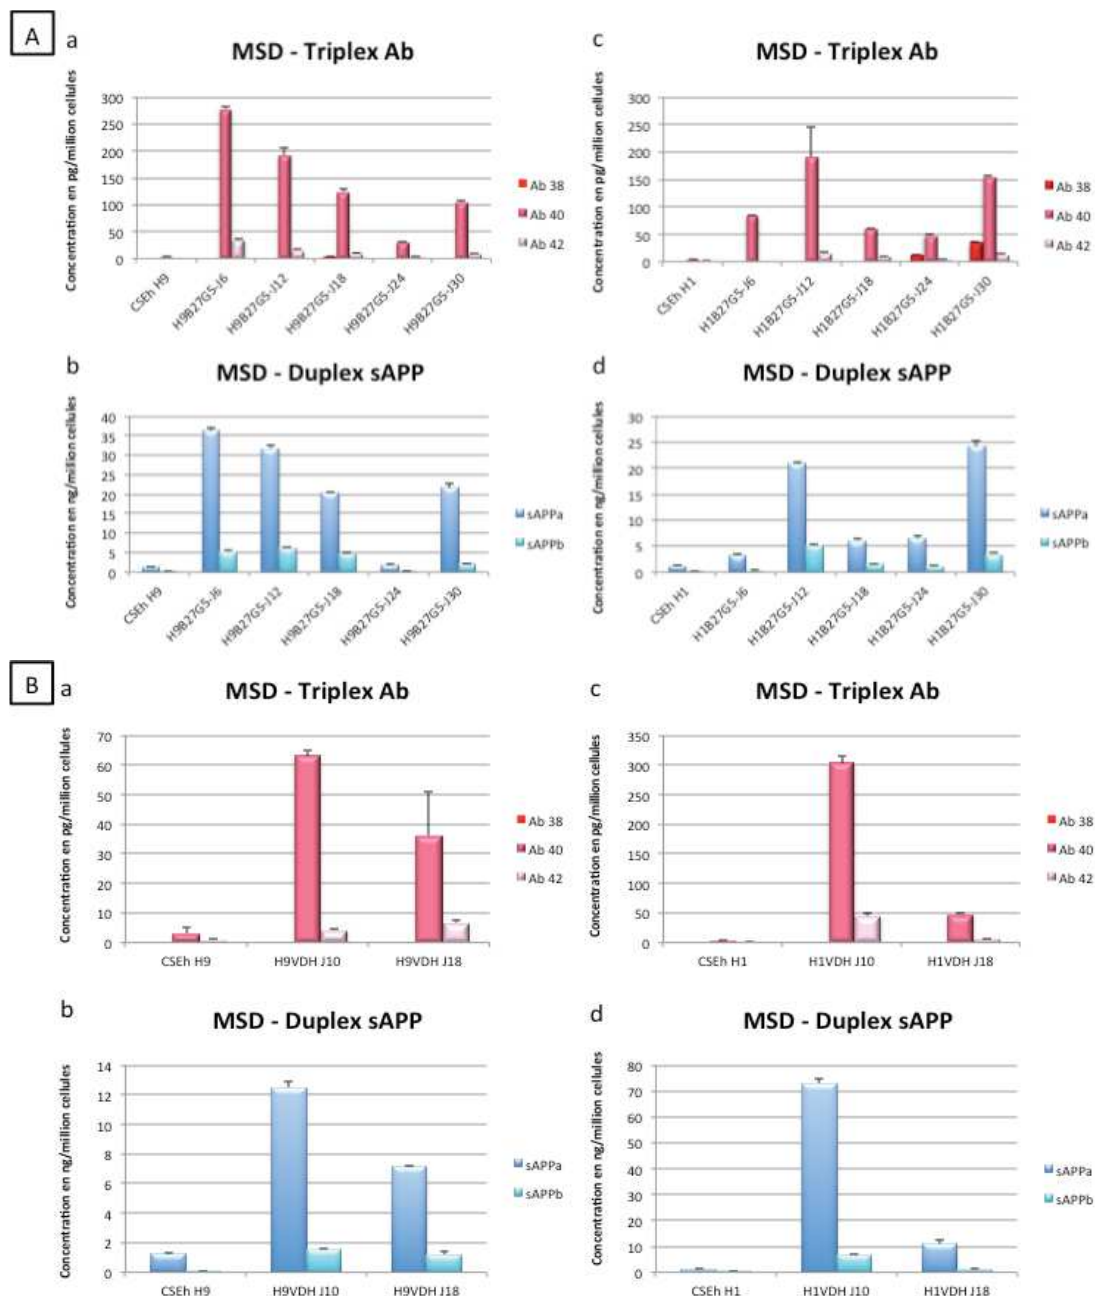 A
a
MSD - Triplex Ab
Concentration en pg/million cellules
300
250
200
150
100
50
0
CSEh H9
H9B27G5-J6
H9B27G5-J12
H9B27G5-J18
H9B27G5-J24
H9B27G5-J30
Ab 38
Ab 40
Ab 42
c
MSD - Triplex Ab
Concentration en pg/million cellules
300
250
200
150
100
50
0
CSEh H1
H1B27G5-J6
H1B27G5-J12
H1B27G5-J18
H1B27G5-J24
H1B27G5-J30
Ab 38
Ab 40
Ab 42
b
MSD - Duplex sAPP
Concentration en ng/million cellules
40
35
30
25
20
15
10
5
0
CSEh H9
H9B27G5-J6
H9B27G5-J12
H9B27G5-J18
H9B27G5-J24
H9B27G5-J30
sAPPa
sAPPb
d
MSD - Duplex sAPP
Concentration en ng/million cellules
30
25
20
15
10
5
0
CSEh H1
H1B27G5-J6
H1B27G5-J12
H1B27G5-J18
H1B27G5-J24
H1B27G5-J30
sAPPa
sAPPb
B
a
MSD - Triplex Ab
Concentration en pg/million cellules
70
60
50
40
30
20
10
0
CSEh H9
H9VDH J10
H9VDH J18
Ab 38
Ab 40
Ab 42
c
MSD - Triplex Ab
Concentration en pg/million cellules
350
300
250
200
150
100
50
0
CSEh H1
H1VDH J10
H1VDH J18
Ab 38
Ab 40
Ab 42
b
MSD - Duplex sAPP
Concentration en ng/million cellules
14
12
10
8
6
4
2
0
CSEh H9
H9VDH J10
H9VDH J18
sAPPa
sAPPb
d
MSD - Duplex sAPP
Concentration en ng/million cellules
80
70
60
50
40
30
20
10
0
CSEh H1
H1VDH J10
H1VDH J18
sAPPa
sAPPb